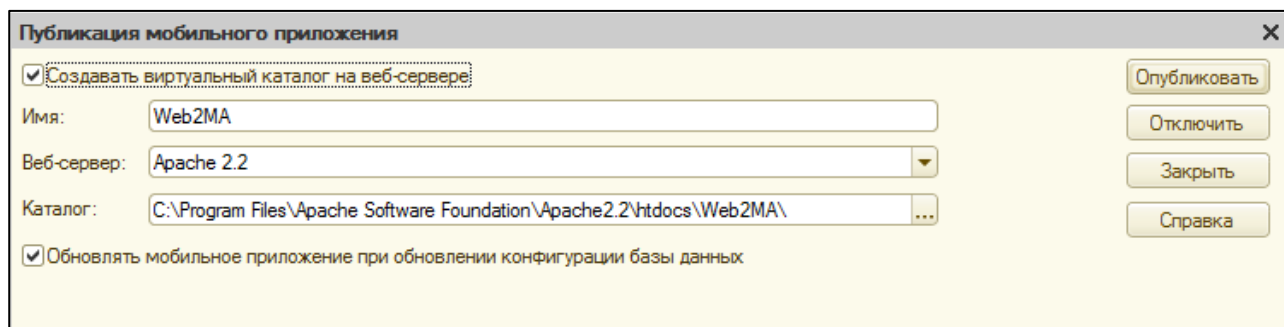 Публикация мобильного приложения
Создавать виртуальный каталог на веб-сервере
Опубликовать
Имя: Web2MA
Отключить
Веб-сервер: Apache 2.2
Закрыть
Каталог: C:\Program Files\Apache Software Foundation\Apache2.2\htdocs\Web2MA\
...
Справка
Обновлять мобильное приложение при обновлении конфигурации базы данных